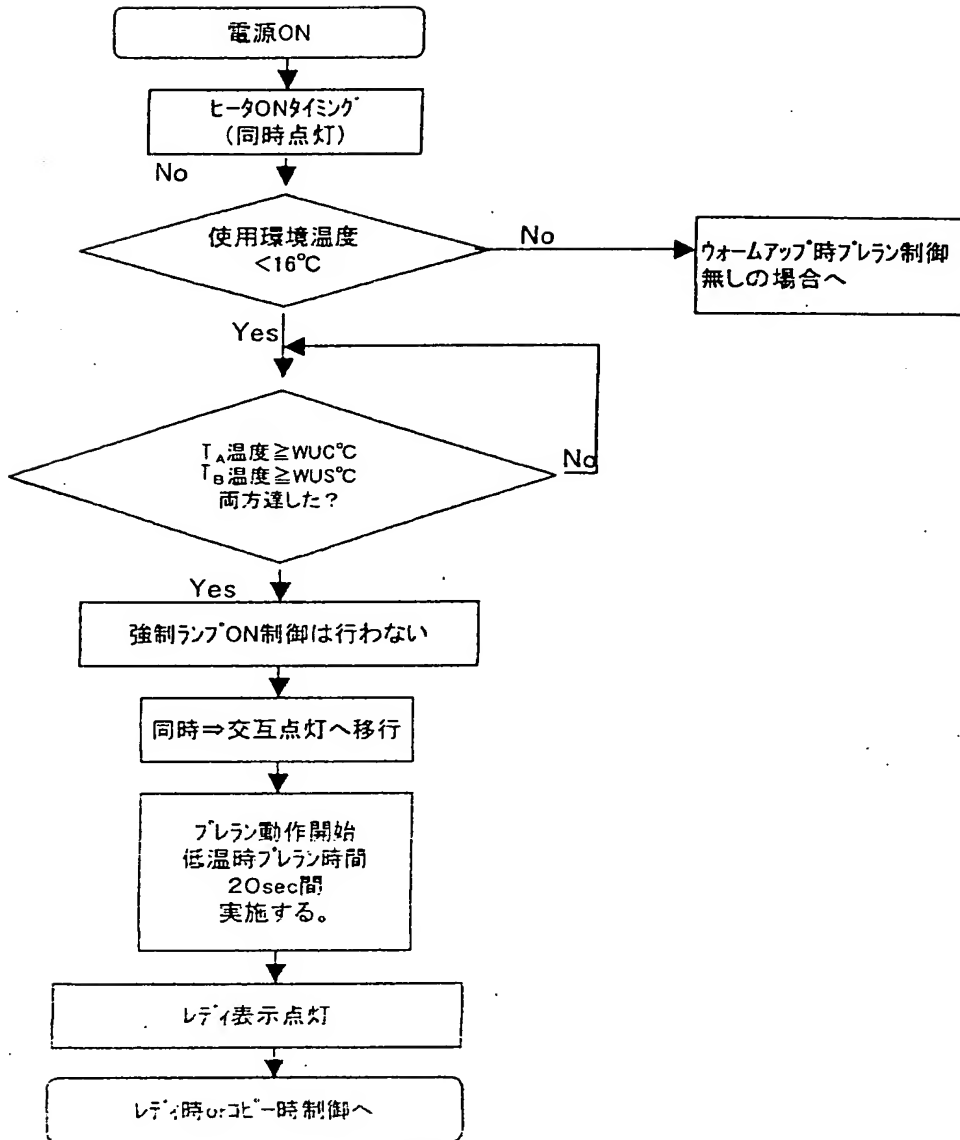 電源ON
ヒータONタイミング
(同時点灯)
No
使用環境温度
<16℃
No
ウォームアップ時プレラン制御
無しの場合へ
Yes
TA温度≧WUC℃
TB温度≧WUS℃
両方達した？
No
Yes
強制ランプON制御は行わない
同時⇒交互点灯へ移行
プレラン動作開始
低温時プレラン時間
20sec間
実施する。
レディ表示点灯
レディ時orコピー時制御へ